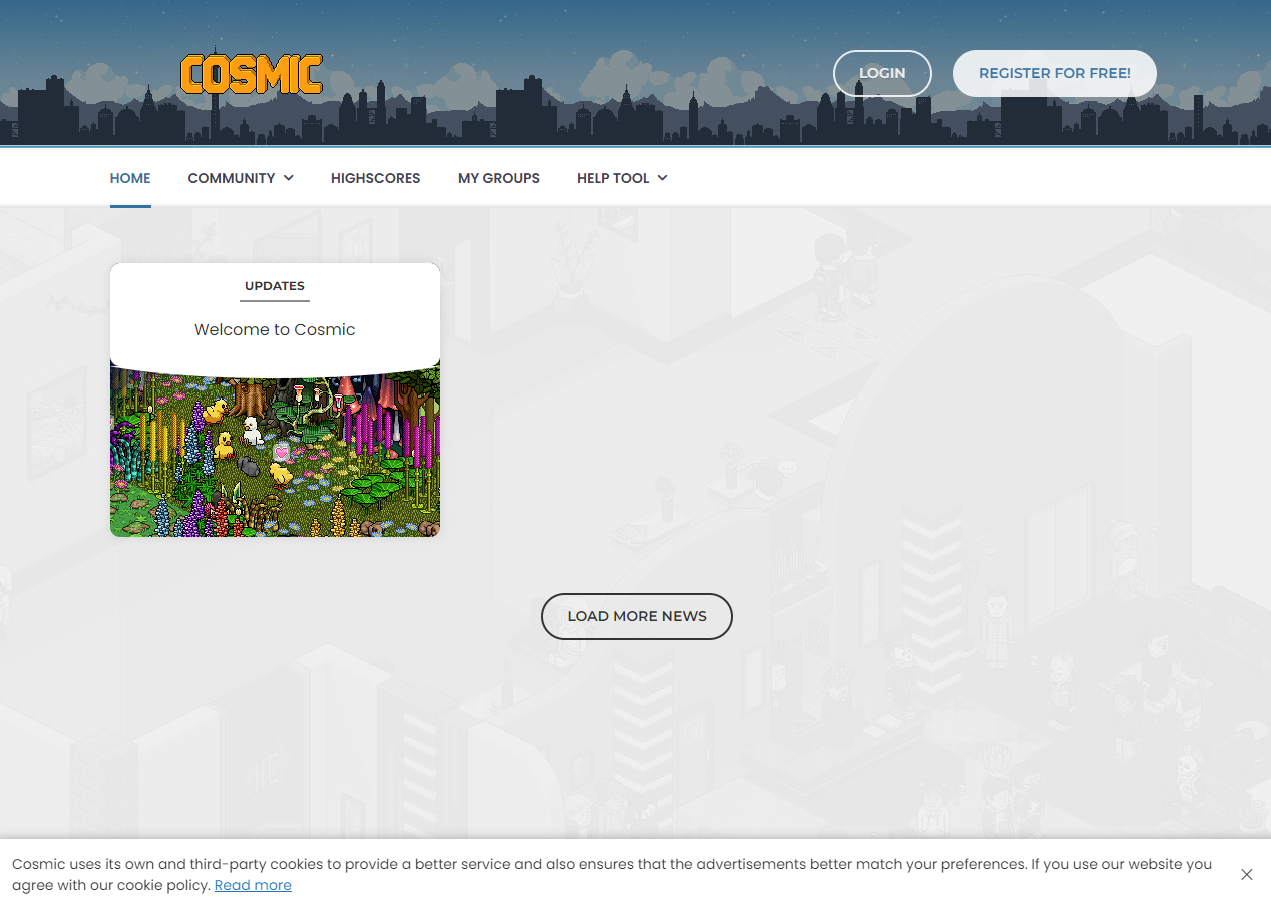 COSMIC
LOGIN
REGISTER FOR FREE!
HOME
COMMUNITY
HIGHSCORES
MY GROUPS
HELP TOOL
UPDATES
Welcome to Cosmic
LOAD MORE NEWS
Cosmic uses its own and third-party cookies to provide a better service and also ensures that the advertisements better match your preferences. If you use our website you
agree with our cookie policy. Read more